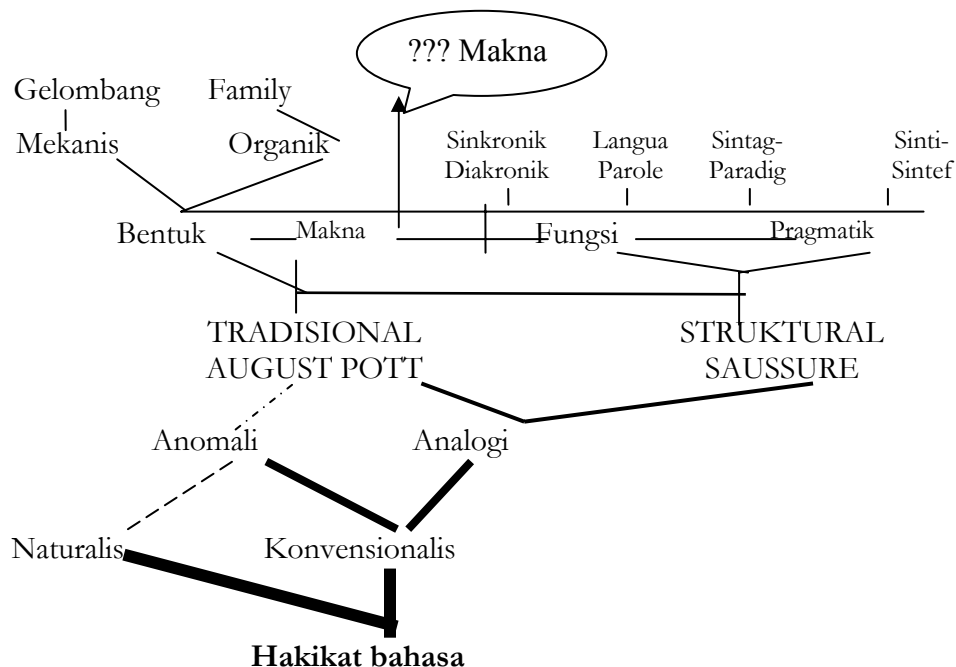 ??? Makna
Gelombang Family
Mekanis Organik
Sinkronik Langua Sintag- Sinti-
Diakronik Parole Paradig Sintef
Bentuk Makna Fungsi Pragmatik
TRADISIONAL STRUKTURAL
AUGUST POTT SAUSSURE
Anomali Analogi
Naturalis Konvensionalis
Hakikat bahasa